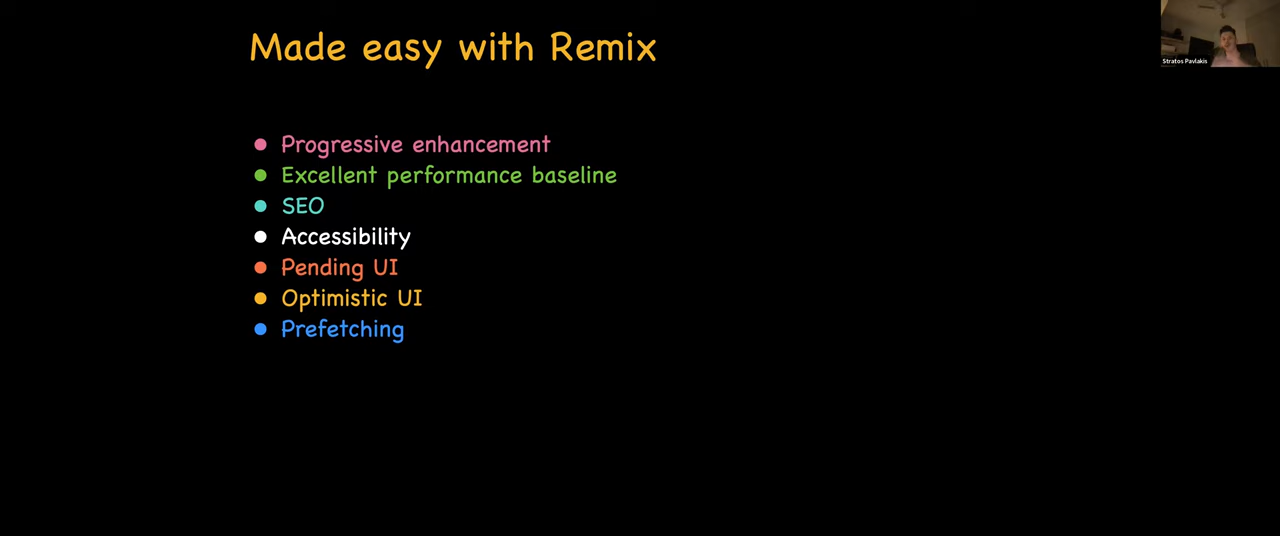 Made easy with Remix
Stratos Pavlakis
Progressive enhancement
Excellent performance baseline
SEO
Accessibility
Pending UI
Optimistic UI
Prefetching